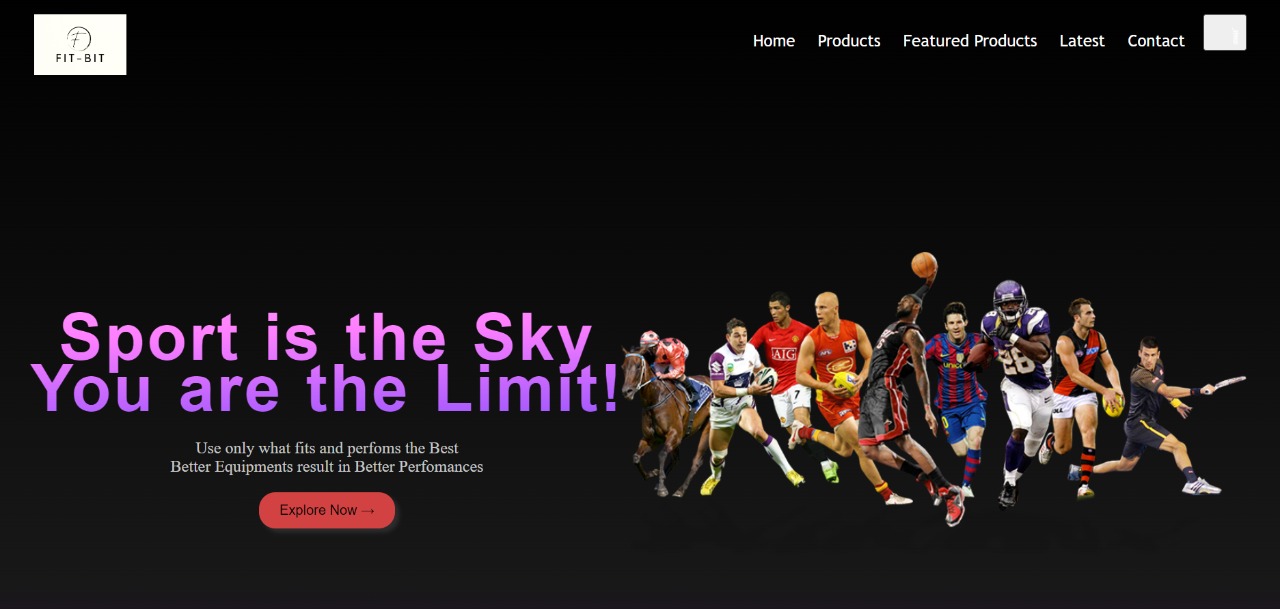 F
FIT-BIT
Home Products Featured Products Latest Contact
Sport is the Sky
You are the Limit!
Use only what fits and perfoms the Best
Better Equipments result in Better Perfomances
Explore Now →
AIG
7
28